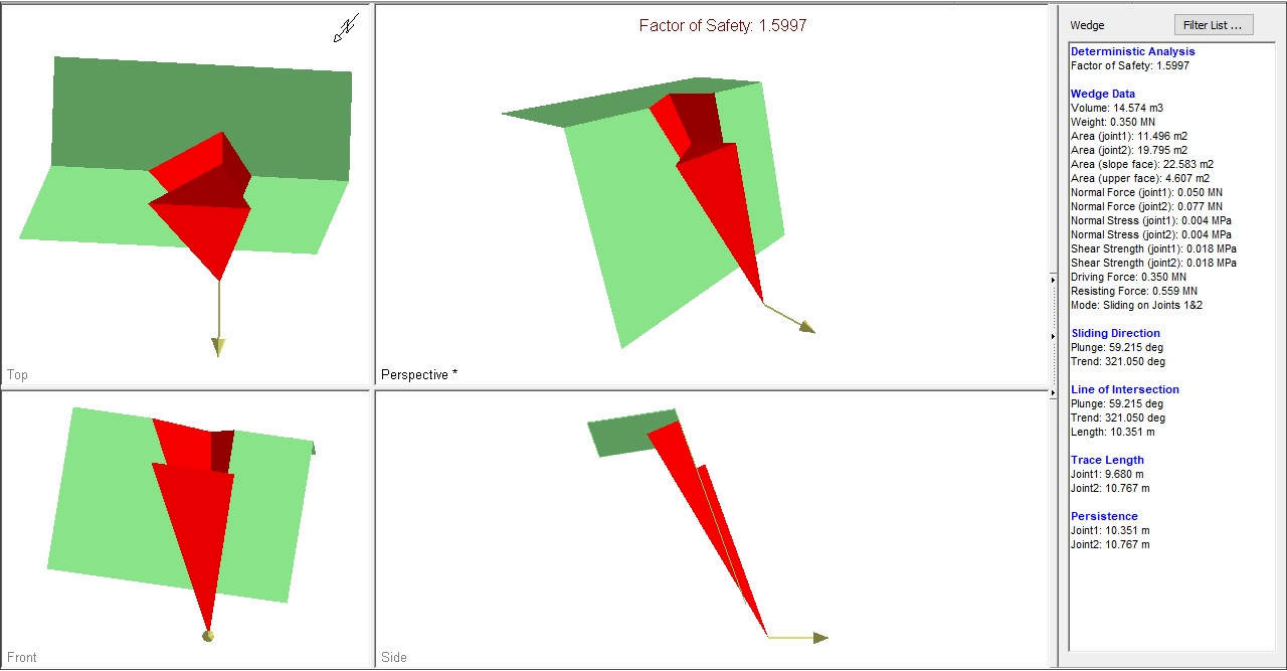 Factor of Safety: 1.5997
Top
Perspective *
Front
Side
Wedge
Filter List ...
Deterministic Analysis
Factor of Safety: 1.5997
Wedge Data
Volume: 14.574 m3
Weight: 0.350 MN
Area (joint1): 11.496 m2
Area (joint2): 19.795 m2
Area (slope face): 22.583 m2
Area (upper face): 4.607 m2
Normal Force (joint1): 0.050 MN
Normal Force (joint2): 0.077 MN
Normal Stress (joint1): 0.004 MPa
Normal Stress (joint2): 0.004 MPa
Shear Strength (joint1): 0.018 MPa
Shear Strength (joint2): 0.018 MPa
Driving Force: 0.350 MN
Resisting Force: 0.559 MN
Mode: Sliding on Joints 1&2
Sliding Direction
Plunge: 59.215 deg
Trend: 321.050 deg
Line of Intersection
Plunge: 59.215 deg
Trend: 321.050 deg
Length: 10.351 m
Trace Length
Joint1: 9.680 m
Joint2: 10.767 m
Persistence
Joint1: 10.351 m
Joint2: 10.767 m